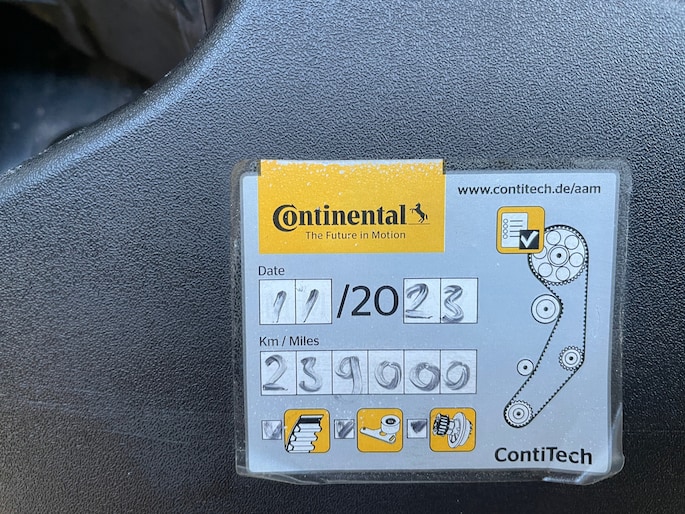 www.contitech.de/aam
Continental
The Future in Motion
Date
11/2023
Km / Miles
239000
ContiTech